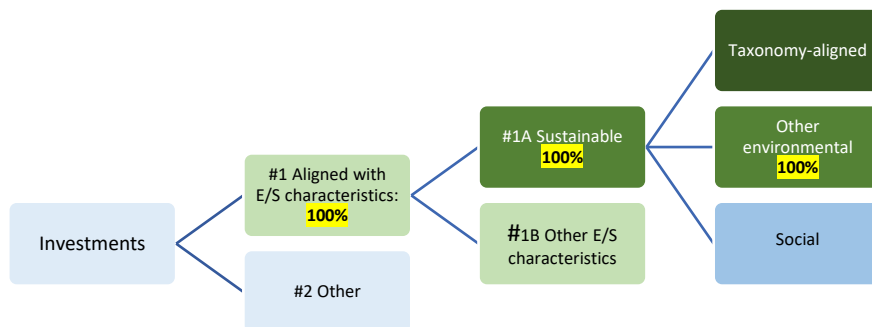 Investments
#1 Aligned with
E/S characteristics:
100%
#2 Other
#1A Sustainable
100%
#1B Other E/S
characteristics
Taxonomy-aligned
Other
environmental
100%
Social